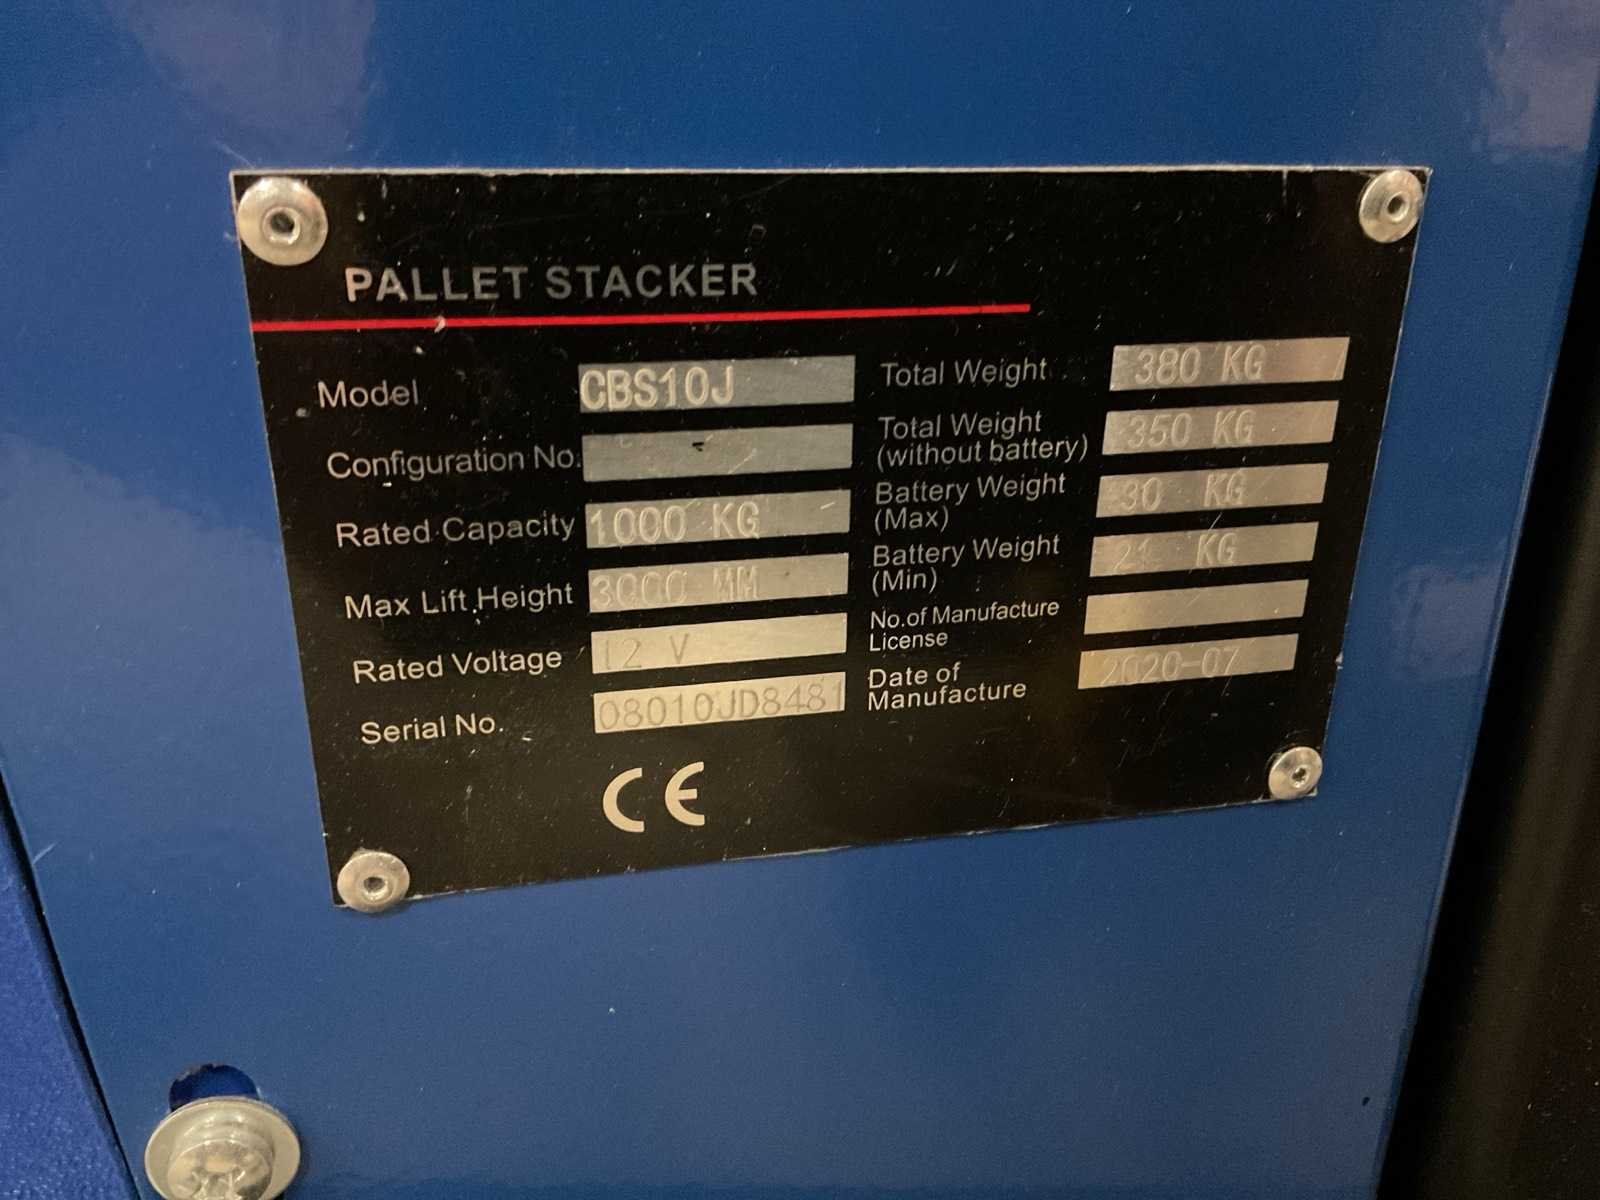 PALLET STACKER
Model CBS10J
Configuration No. -
Rated Capacity 1000 KG
Max Lift Height 3000 MM
Rated Voltage 12 V
Serial No. 08010JD8481
CE
Total Weight 380 KG
Total Weight (without battery) 350 KG
Battery Weight (Max) 30 KG
Battery Weight (Min) 21 KG
No.of Manufacture License
Date of Manufacture 2020-07